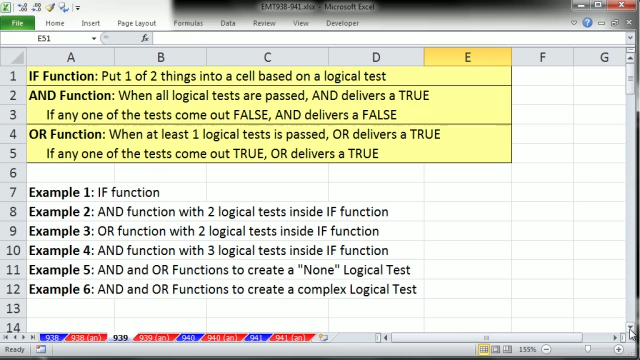 EMT938-941.xlsx - Microsoft Excel
File Home Insert Page Layout Formulas Data Review View Developer
E51 fx
A B C D E F G
1 IF Function: Put 1 of 2 things into a cell based on a logical test
2 AND Function: When all logical tests are passed, AND delivers a TRUE
3 If any one of the tests come out FALSE, AND delivers a FALSE
4 OR Function: When at least 1 logical tests is passed, OR delivers a TRUE
5 If any one of the tests come out TRUE, OR delivers a TRUE
6
7 Example 1: IF function
8 Example 2: AND function with 2 logical tests inside IF function
9 Example 3: OR function with 2 logical tests inside IF function
10 Example 4: AND function with 3 logical tests inside IF function
11 Example 5: AND and OR Functions to create a "None" Logical Test
12 Example 6: AND and OR Functions to create a complex Logical Test
13
14
938 938 (an) 939 939 (an) 940 940 (an) 941 941 (an)
Ready 155%